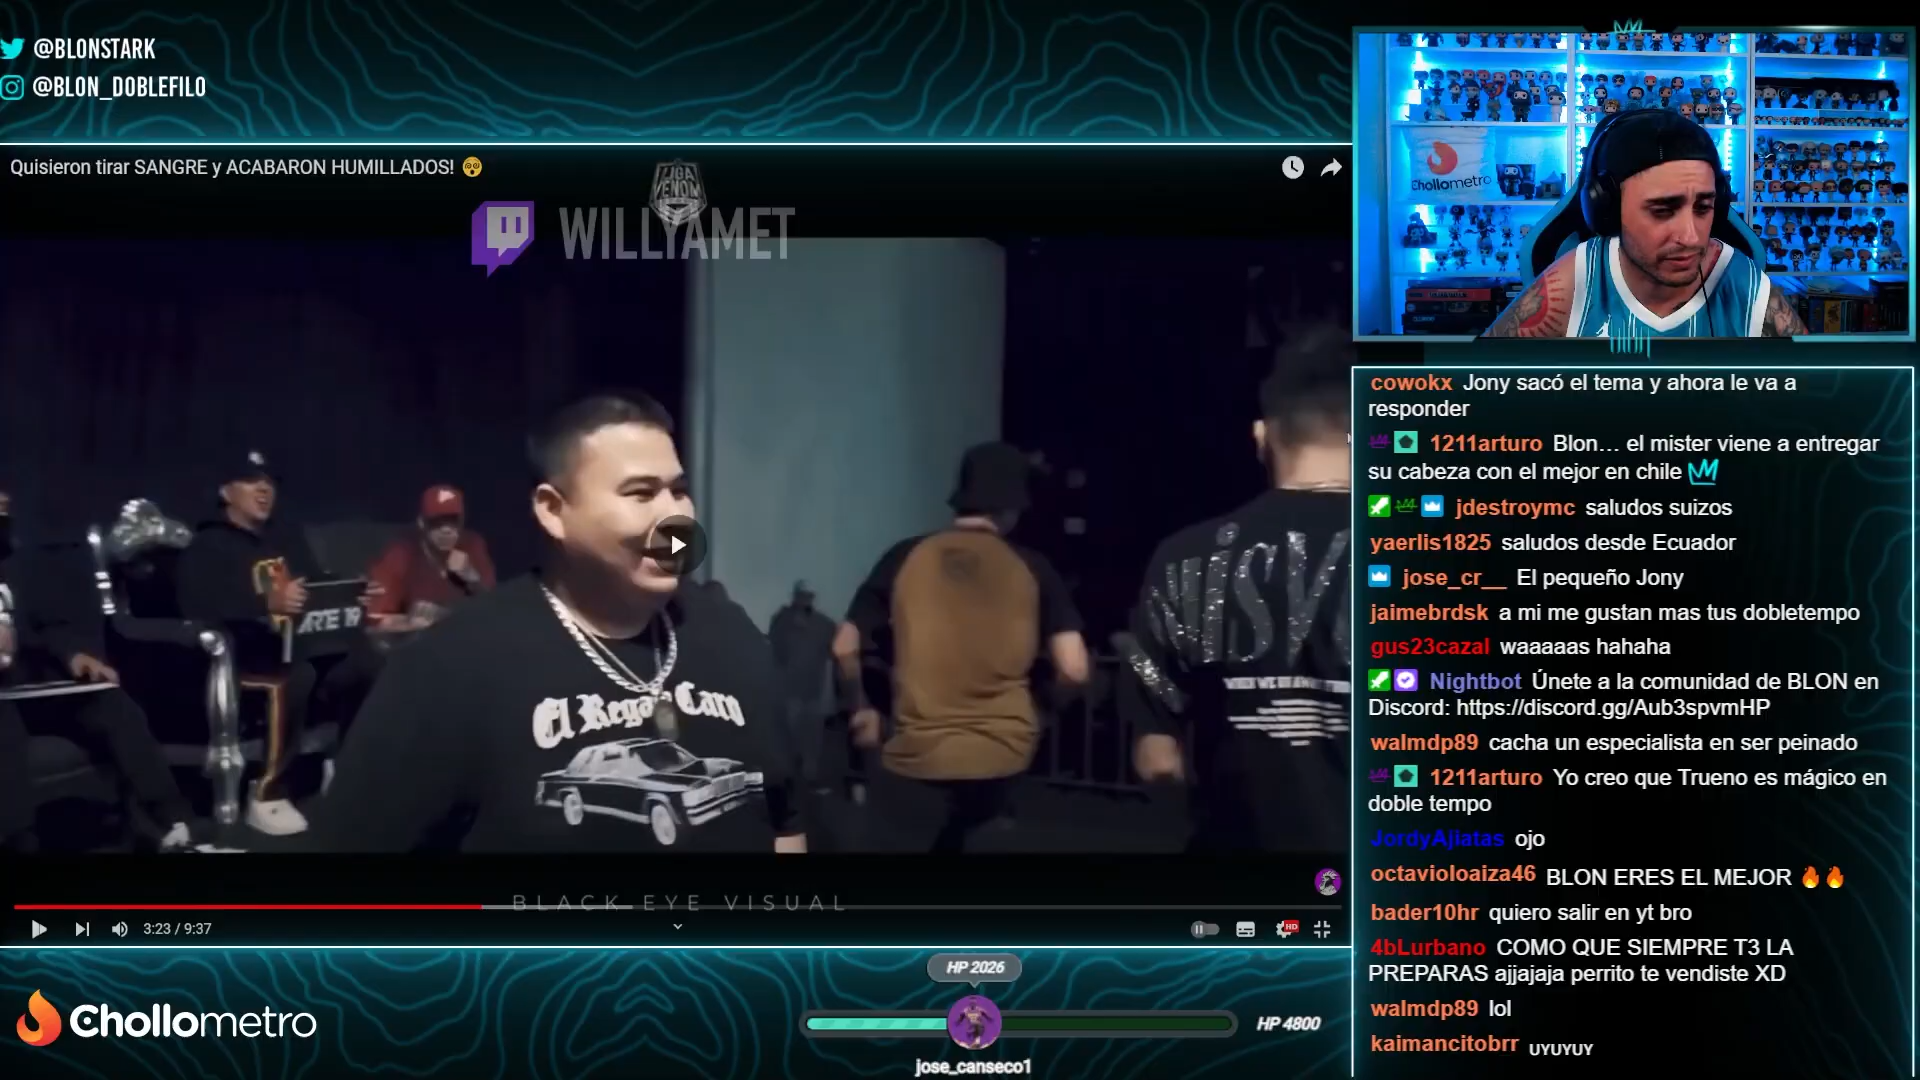 @BLONSTARK
@BLON_DOBLEFILO
Quisieron tirar SANGRE y ACABARON HUMILLADOS!
LIGA
VENOM
WILLYAMET
Chollometro
El Rega Caro
BLACK EYE VISUAL
3:23 / 9:37
HD
Chollometro
HP 2026
HP 4800
jose_canseco1
cowokx Jony sacó el tema y ahora le va a
responder
1211arturo Blon… el mister viene a entregar
su cabeza con el mejor en chile
jdestroymc saludos suizos
yaerlis1825 saludos desde Ecuador
jose_cr__ El pequeño Jony
jaimebrdsk a mi me gustan mas tus dobletempo
gus23cazal waaaaas hahaha
Nightbot Únete a la comunidad de BLON en
Discord: https://discord.gg/Aub3spvmHP
walmdp89 cacha un especialista en ser peinado
1211arturo Yo creo que Trueno es mágico en
doble tempo
JordyAjiatas ojo
octavioloaiza46 BLON ERES EL MEJOR
bader10hr quiero salir en yt bro
4bLurbano COMO QUE SIEMPRE T3 LA
PREPARAS ajjajaja perrito te vendiste XD
walmdp89 lol
kaimancitobrr UYUYUY